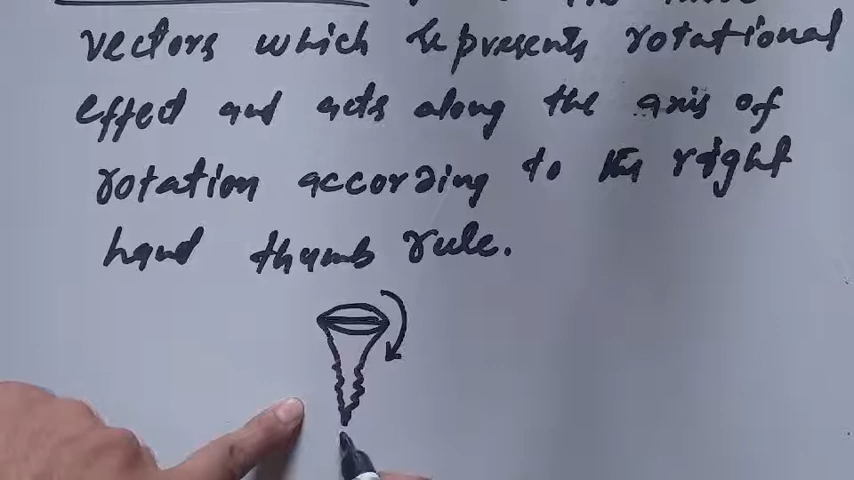 vectors which represents rotational
effect and acts along the axis of
rotation according to the right
hand thumb rule.